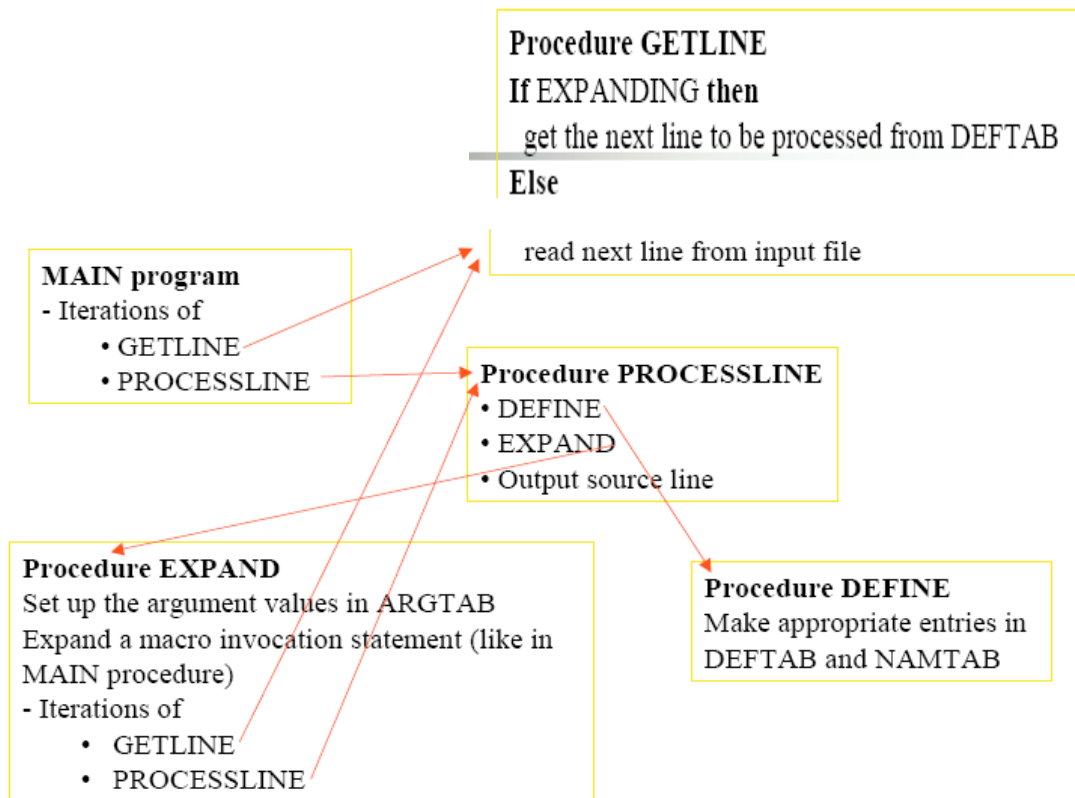 Procedure GETLINE
If EXPANDING then
get the next line to be processed from DEFTAB
Else
read next line from input file
MAIN program
- Iterations of
• GETLINE
• PROCESSLINE
Procedure PROCESSLINE
• DEFINE
• EXPAND
• Output source line
Procedure EXPAND
Set up the argument values in ARGTAB
Expand a macro invocation statement (like in
MAIN procedure)
- Iterations of
• GETLINE
• PROCESSLINE
Procedure DEFINE
Make appropriate entries in
DEFTAB and NAMTAB